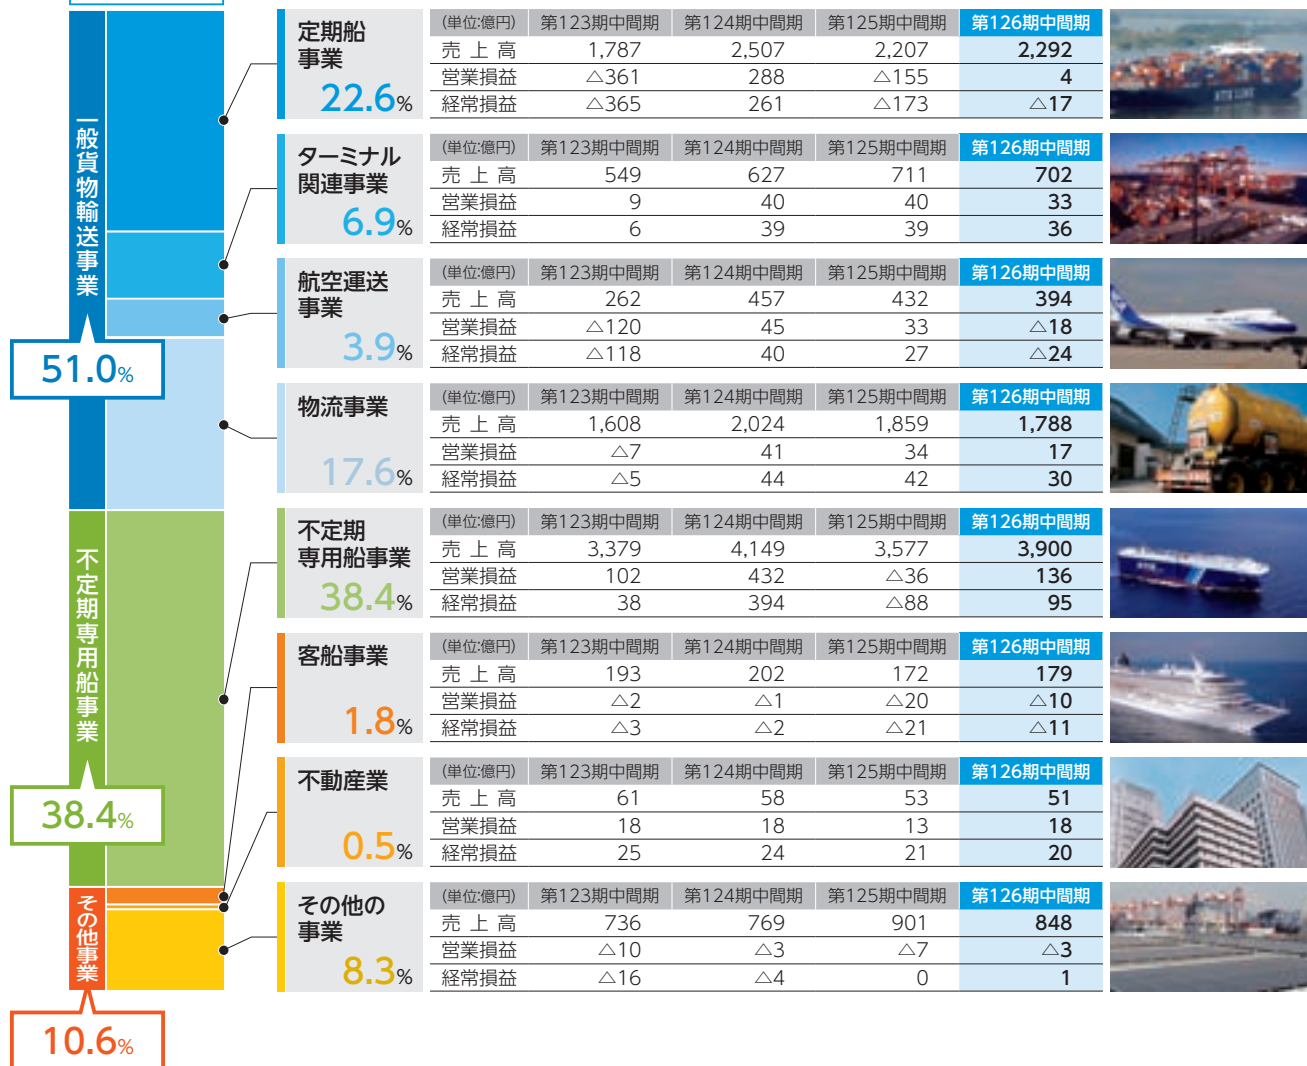 一般貨物輸送事業
51.0%
不定期専用船事業
38.4%
その他事業
10.6%
定期船
事業
22.6%
(単位:億円) 第123期中間期 第124期中間期 第125期中間期 第126期中間期
売上高 1,787 2,507 2,207 2,292
営業損益 △361 288 △155 4
経常損益 △365 261 △173 △17
ターミナル
関連事業
6.9%
(単位:億円) 第123期中間期 第124期中間期 第125期中間期 第126期中間期
売上高 549 627 711 702
営業損益 9 40 40 33
経常損益 6 39 39 36
航空運送
事業
3.9%
(単位:億円) 第123期中間期 第124期中間期 第125期中間期 第126期中間期
売上高 262 457 432 394
営業損益 △120 45 33 △18
経常損益 △118 40 27 △24
物流事業
17.6%
(単位:億円) 第123期中間期 第124期中間期 第125期中間期 第126期中間期
売上高 1,608 2,024 1,859 1,788
営業損益 △7 41 34 17
経常損益 △5 44 42 30
不定期
専用船事業
38.4%
(単位:億円) 第123期中間期 第124期中間期 第125期中間期 第126期中間期
売上高 3,379 4,149 3,577 3,900
営業損益 102 432 △36 136
経常損益 38 394 △88 95
客船事業
1.8%
(単位:億円) 第123期中間期 第124期中間期 第125期中間期 第126期中間期
売上高 193 202 172 179
営業損益 △2 △1 △20 △10
経常損益 △3 △2 △21 △11
不動産業
0.5%
(単位:億円) 第123期中間期 第124期中間期 第125期中間期 第126期中間期
売上高 61 58 53 51
営業損益 18 18 13 18
経常損益 25 24 21 20
その他の
事業
8.3%
(単位:億円) 第123期中間期 第124期中間期 第125期中間期 第126期中間期
売上高 736 769 901 848
営業損益 △10 △3 △7 △3
経常損益 △16 △4 0 1